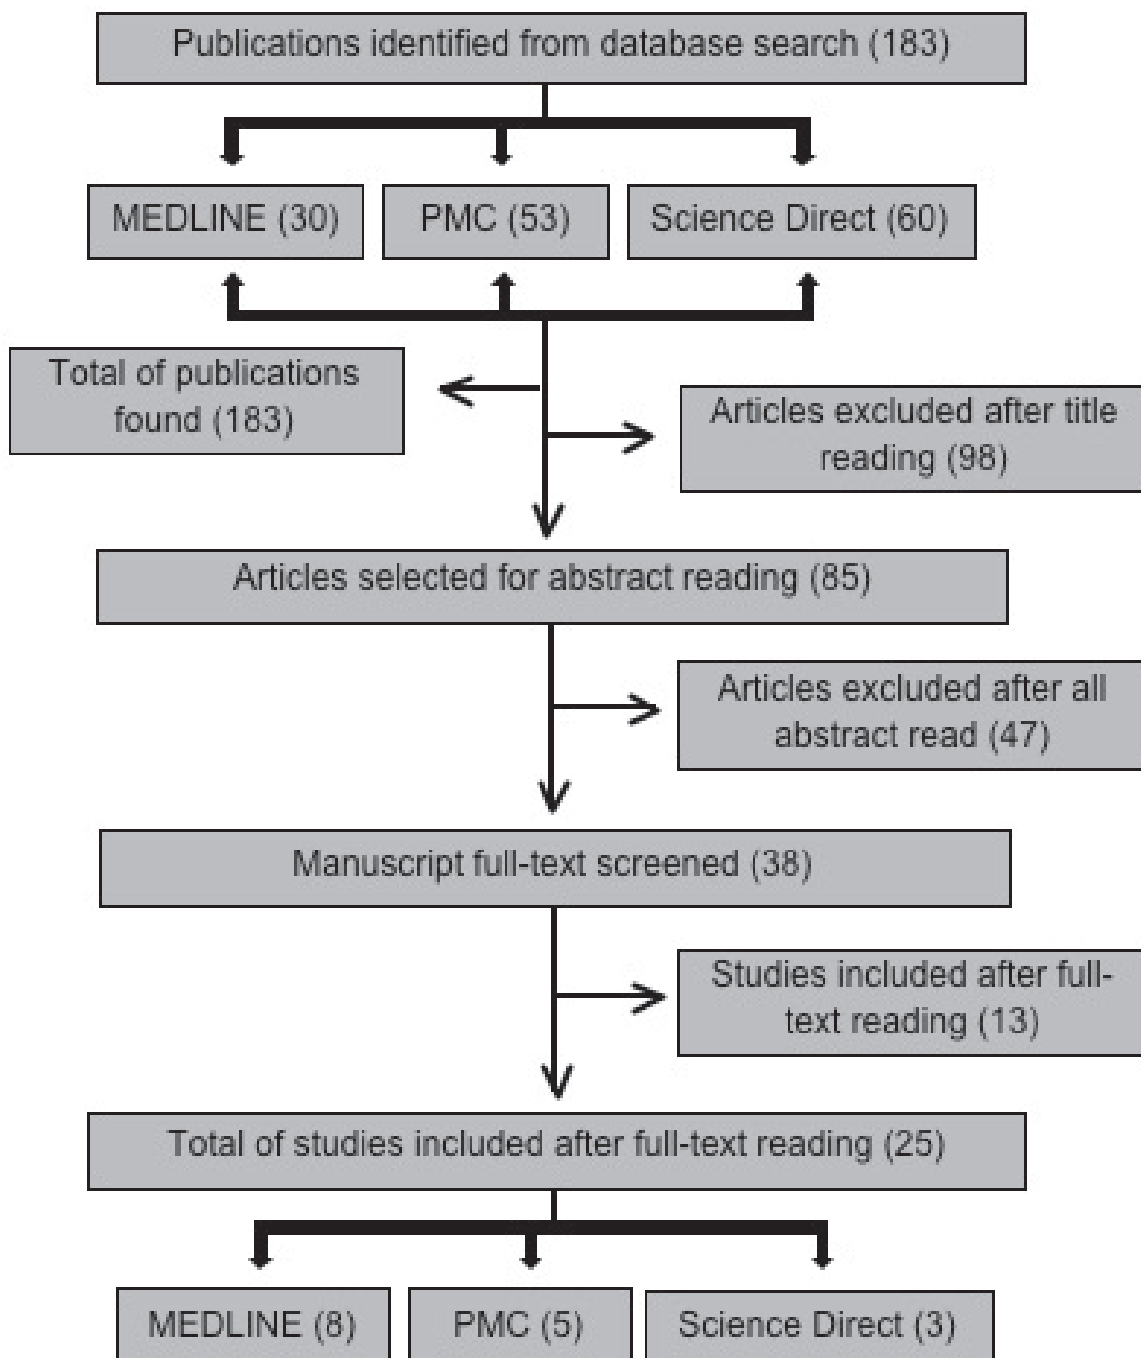 Publications identified from database search (183)
MEDLINE (30)
PMC (53)
Science Direct (60)
Total of publications
found (183)
Articles excluded after title
reading (98)
Articles selected for abstract reading (85)
Articles excluded after all
abstract read (47)
Manuscript full-text screened (38)
Studies included after full-
text reading (13)
Total of studies included after full-text reading (25)
MEDLINE (8)
PMC (5)
Science Direct (3)